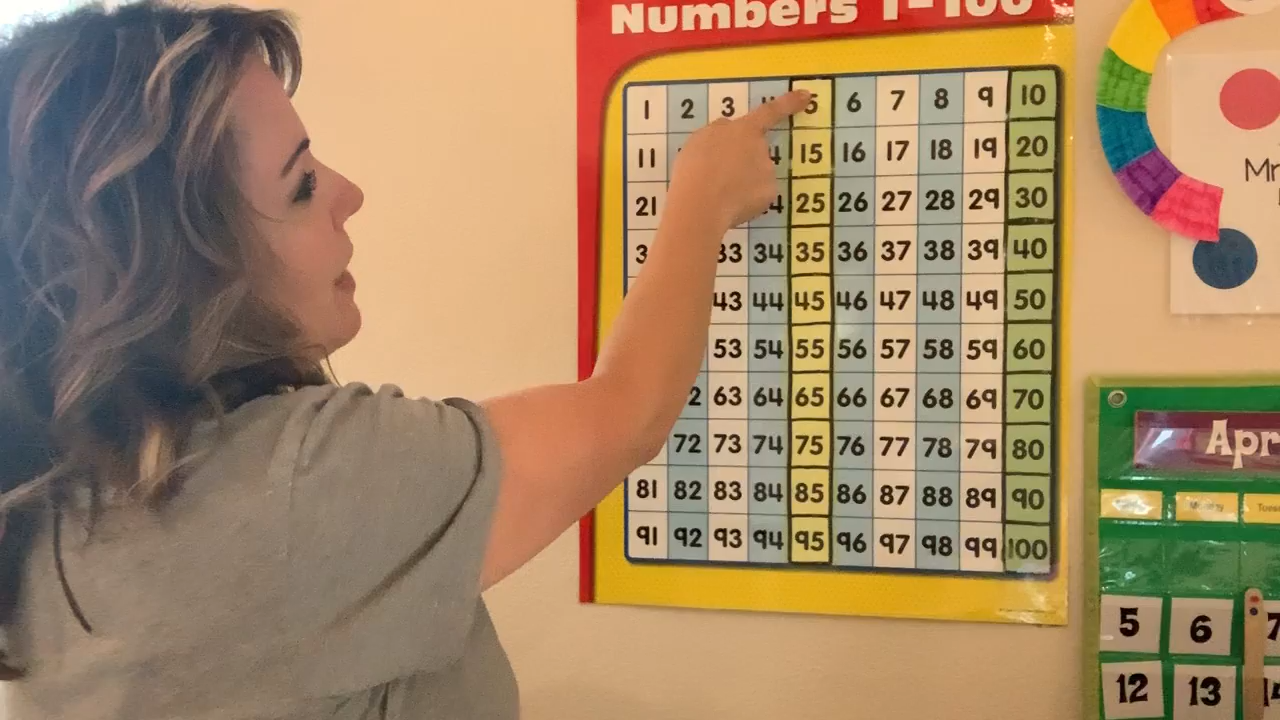 Numbers 1-100
1 2 3 5 6 7 8 9 10
11 15 16 17 18 19 20
21 25 26 27 28 29 30
33 34 35 36 37 38 39 40
43 44 45 46 47 48 49 50
53 54 55 56 57 58 59 60
63 64 65 66 67 68 69 70
72 73 74 75 76 77 78 79 80
81 82 83 84 85 86 87 88 89 90
91 92 93 94 95 96 97 98 99 100
Mr
Apr
Monday Tues
5 6 7
12 13